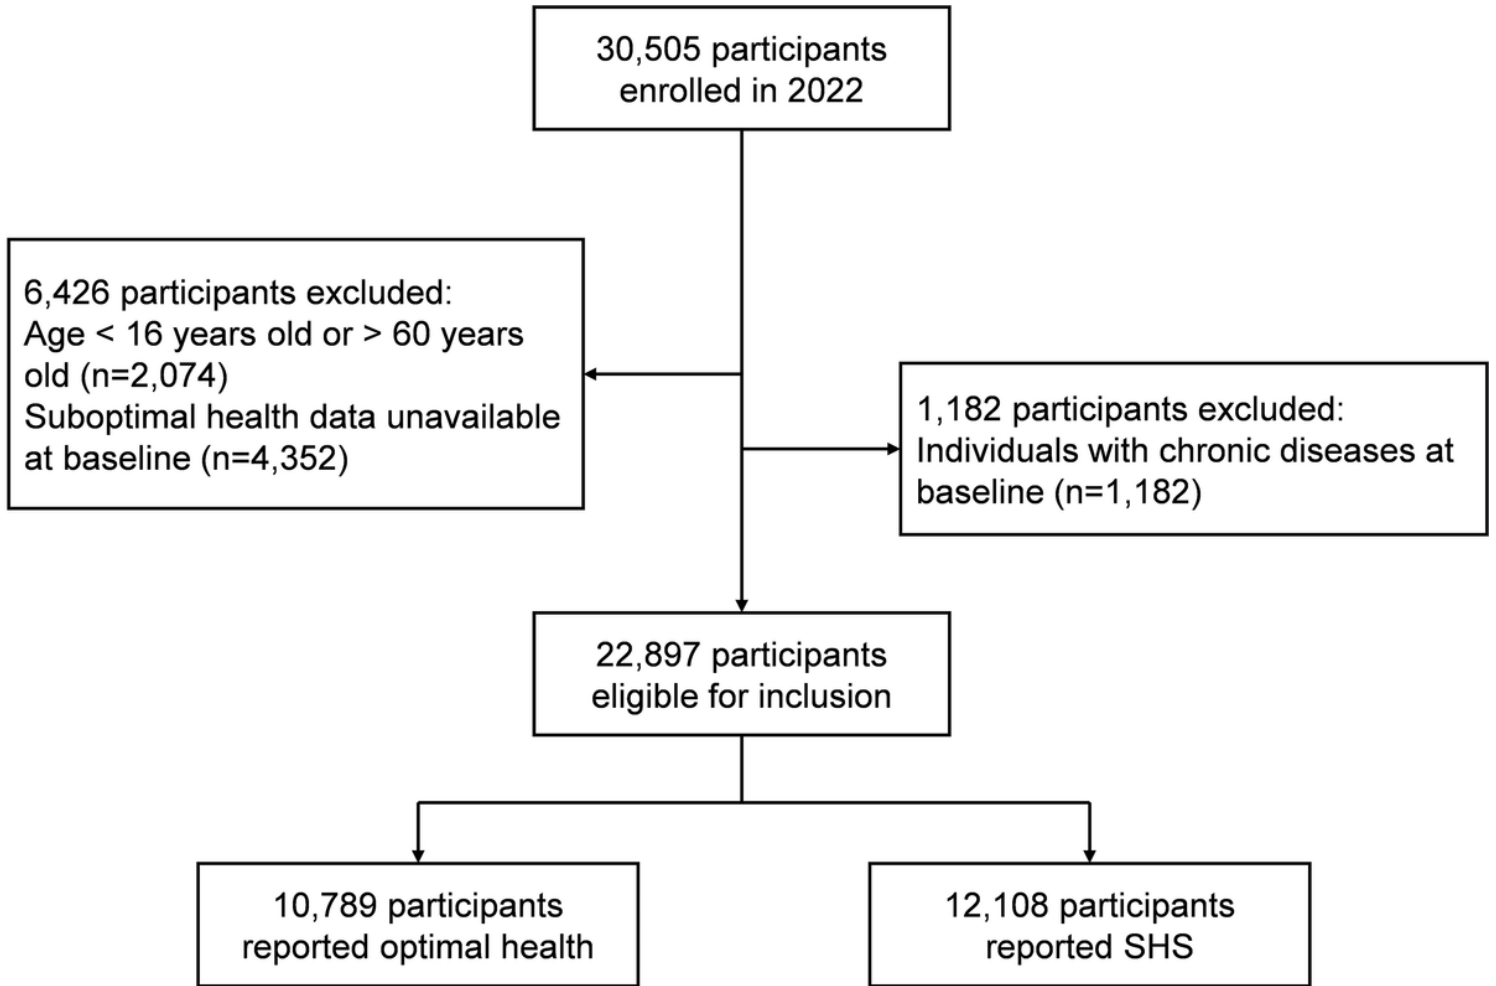 30,505 participants
enrolled in 2022
6,426 participants excluded:
Age < 16 years old or > 60 years
old (n=2,074)
Suboptimal health data unavailable
at baseline (n=4,352)
1,182 participants excluded:
Individuals with chronic diseases at
baseline (n=1,182)
22,897 participants
eligible for inclusion
10,789 participants
reported optimal health
12,108 participants
reported SHS